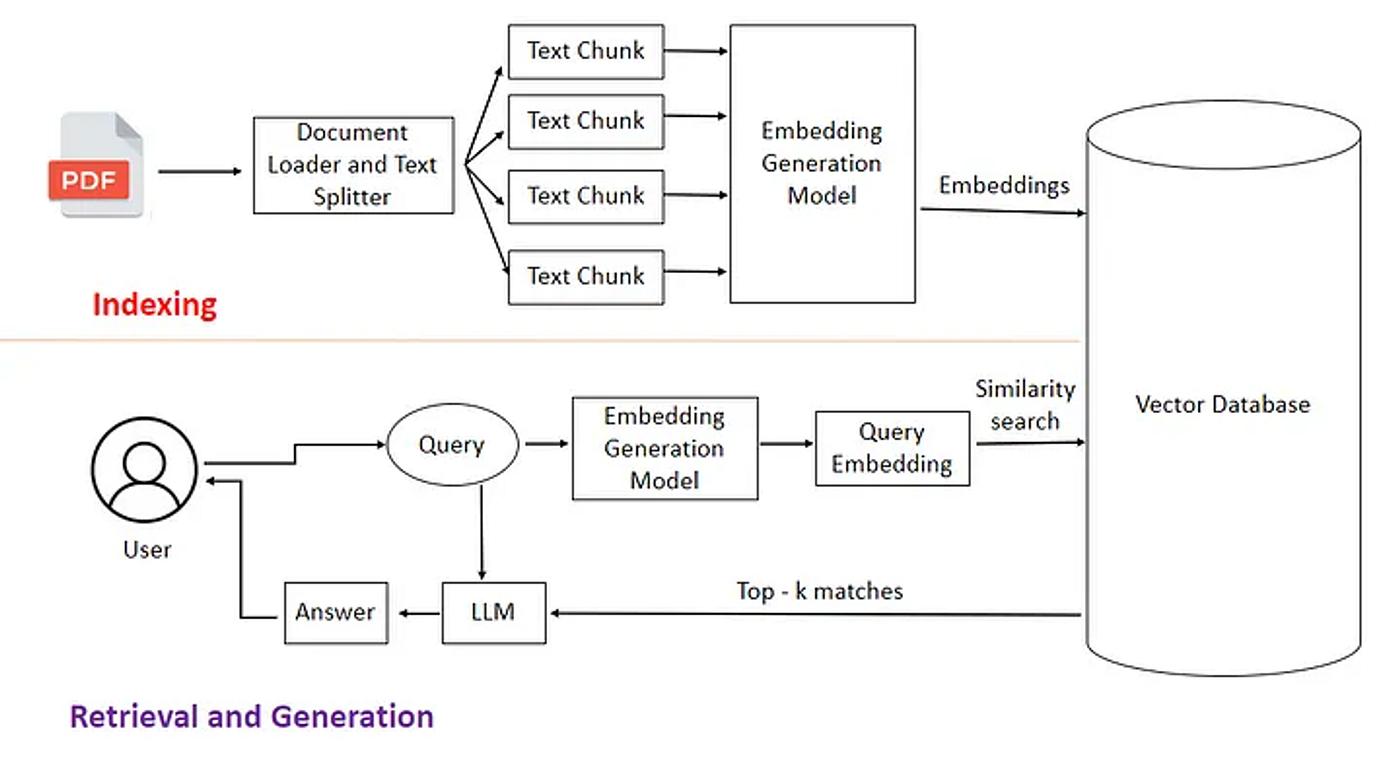 Text Chunk
Text Chunk
Text Chunk
Text Chunk
PDF
Document
Loader and Text
Splitter
Embedding
Generation
Model
Embeddings
Indexing
Vector Database
User
Query
Embedding
Generation
Model
Query
Embedding
Similarity
search
Answer
LLM
Top - k matches
Retrieval and Generation